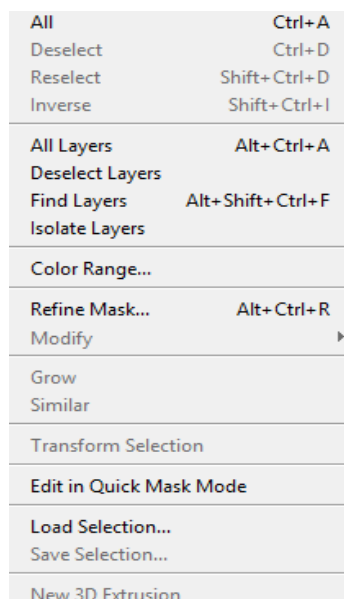 All Ctrl+A
Deselect Ctrl+D
Reselect Shift+Ctrl+D
Inverse Shift+Ctrl+I
All Layers Alt+Ctrl+A
Deselect Layers
Find Layers Alt+Shift+Ctrl+F
Isolate Layers
Color Range...
Refine Mask... Alt+Ctrl+R
Modify
Grow
Similar
Transform Selection
Edit in Quick Mask Mode
Load Selection...
Save Selection...
New 3D Extrusion